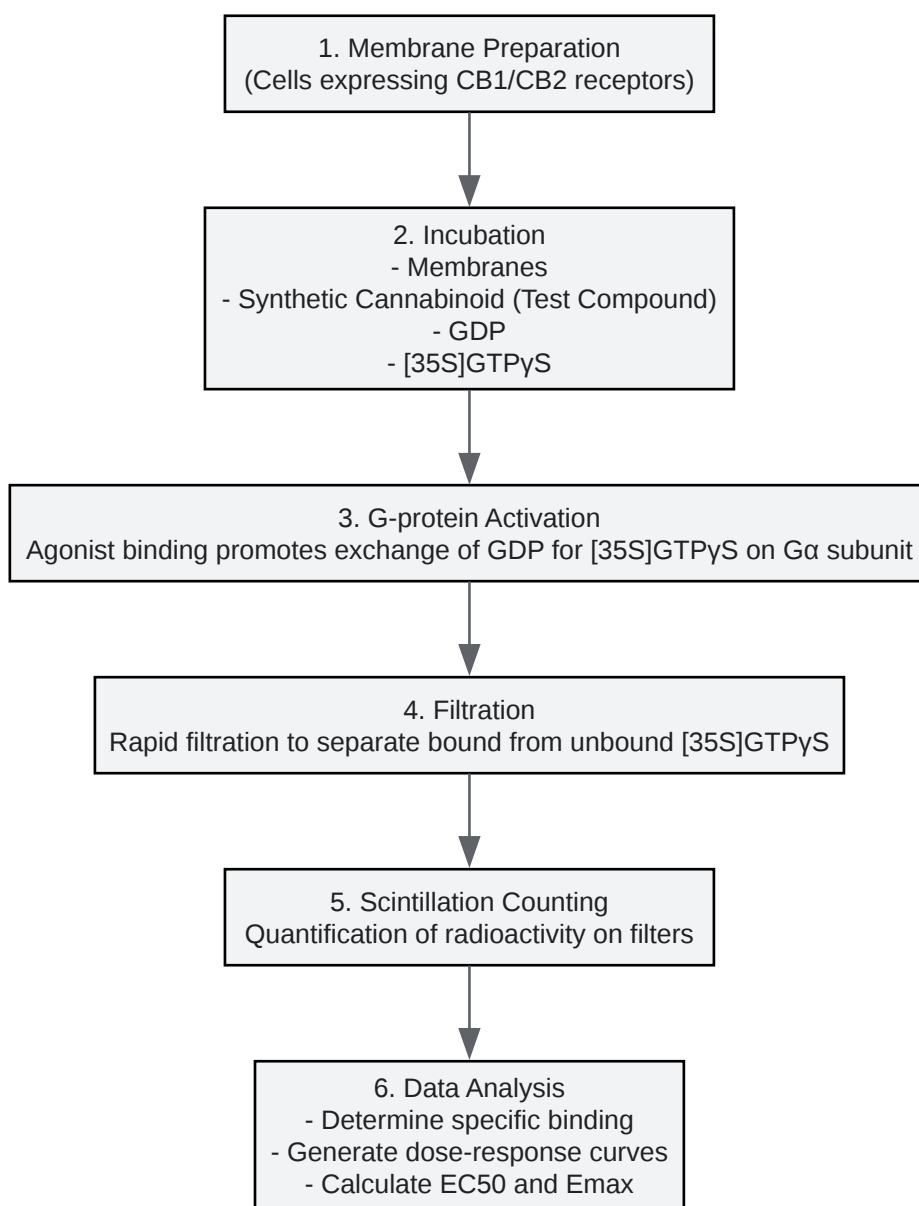 1. Membrane Preparation
(Cells expressing CB1/CB2 receptors)
2. Incubation
- Membranes
- Synthetic Cannabinoid (Test Compound)
- GDP
- [35S]GTPγS
3. G-protein Activation
Agonist binding promotes exchange of GDP for [35S]GTPγS on Gα subunit
4. Filtration
Rapid filtration to separate bound from unbound [35S]GTPγS
5. Scintillation Counting
Quantification of radioactivity on filters
6. Data Analysis
- Determine specific binding
- Generate dose-response curves
- Calculate EC50 and Emax